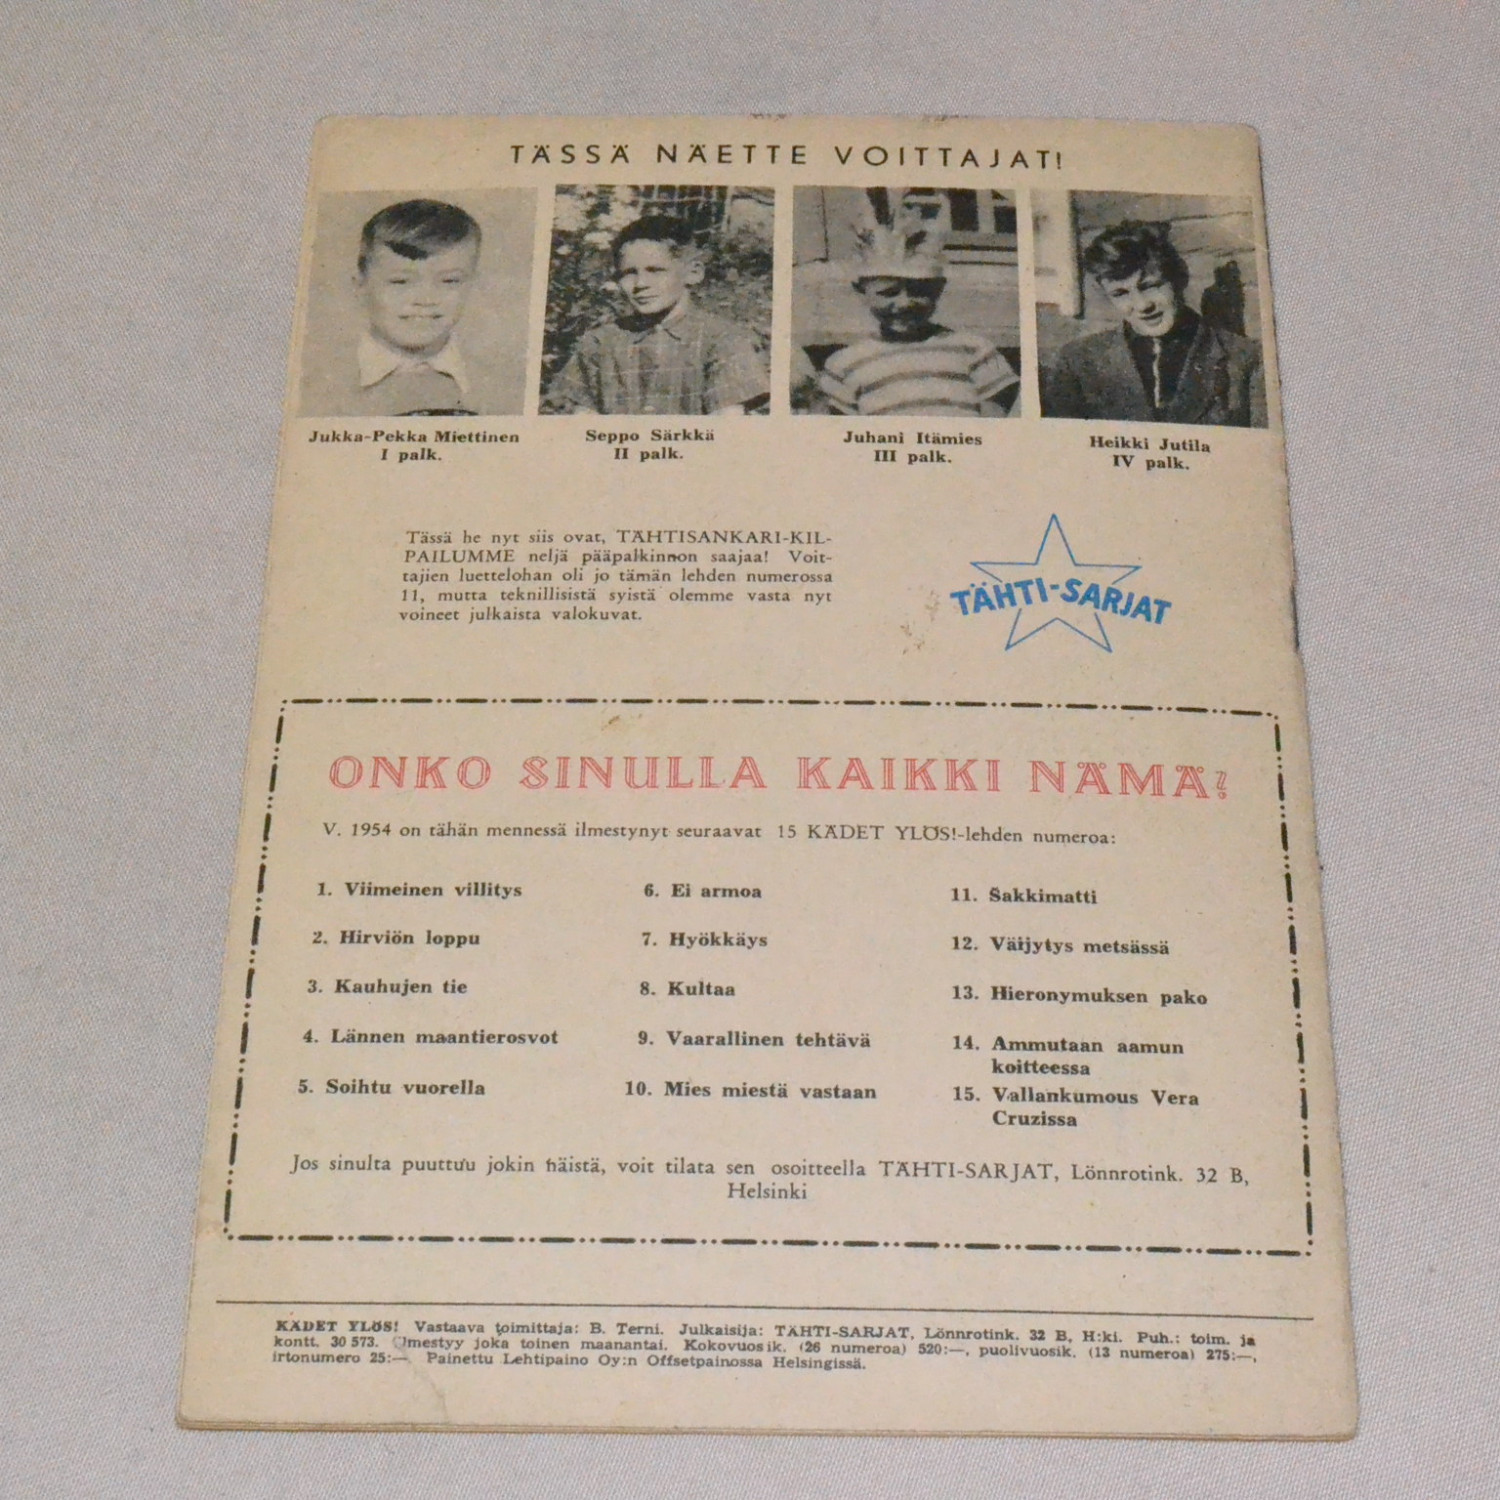 TÄSSÄ NÄETTE VOITTAJAT!
Jukka-Pekka Miettinen
I palk.
Seppo Särkkä
II palk.
Juhani Itämies
III palk.
Heikki Jutila
IV palk.
Tässä he nyt siis ovat, TÄHTISANKARI-KIL-
PAILUMME neljä pääpalkinnon saajaa! Voit-
tajien luettelohan oli jo tämän lehden numerossa
11, mutta teknillisistä syistä olemme vasta nyt
voineet julkaista valokuvat.
TÄHTI-SARJAT
ONKO SINULLA KAIKKI NÄMÄ?
V. 1954 on tähän mennessä ilmestynyt seuraavat 15 KÄDET YLÖS!-lehden numeroa:
1. Viimeinen villitys
2. Hirviön loppu
3. Kauhujen tie
4. Lännen maantierosvot
5. Soihtu vuorella
6. Ei armoa
7. Hyökkäys
8. Kultaa
9. Vaarallinen tehtävä
10. Mies miestä vastaan
11. Sakkimatti
12. Väijytys metsässä
13. Hieronymuksen pako
14. Ammutaan aamun
koitteessa
15. Vallankumous Vera
Cruzissa
Jos sinulta puuttuu jokin näistä, voit tilata sen osoitteella TÄHTI-SARJAT, Lönnrotink. 32 B,
Helsinki
KÄDET YLÖS! Vastaava toimittaja: B. Terni. Julkaisija: TÄHTI-SARJAT, Lönnrotink. 32 B, H:ki. Puh.: toim. ja
kontt. 30 573. Ilmestyy joka toinen maanantai. Kokovuosik. (26 numeroa) 520:—, puolivuosik. (13 numeroa) 275:—,
irtonumero 25:—. Painettu Lehtipaino Oy:n Offsetpainossa Helsingissä.